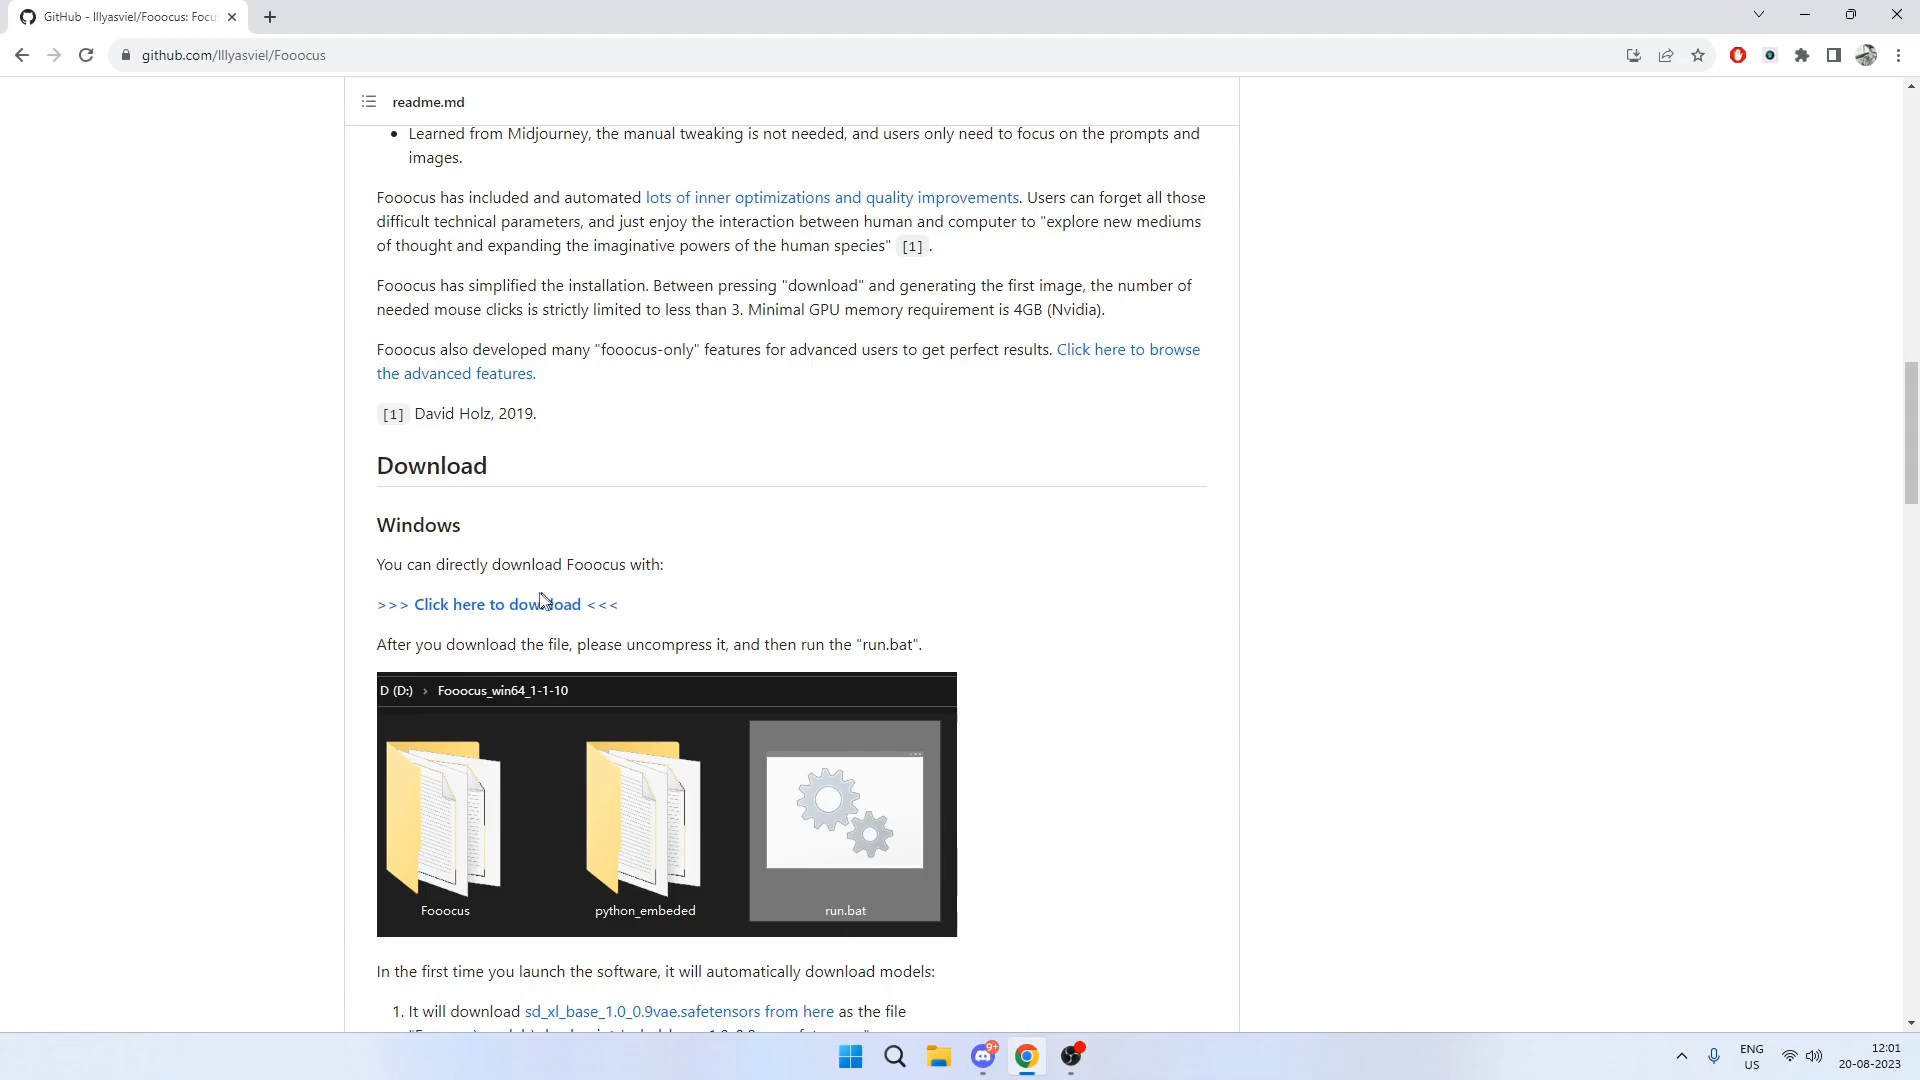 GitHub - lllyasviel/Fooocus: Focu
github.com/lllyasviel/Fooocus
readme.md
• Learned from Midjourney, the manual tweaking is not needed, and users only need to focus on the prompts and
images.
Fooocus has included and automated lots of inner optimizations and quality improvements. Users can forget all those
difficult technical parameters, and just enjoy the interaction between human and computer to "explore new mediums
of thought and expanding the imaginative powers of the human species" [1] .
Fooocus has simplified the installation. Between pressing "download" and generating the first image, the number of
needed mouse clicks is strictly limited to less than 3. Minimal GPU memory requirement is 4GB (Nvidia).
Fooocus also developed many "fooocus-only" features for advanced users to get perfect results. Click here to browse
the advanced features.
[1] David Holz, 2019.
Download
Windows
You can directly download Fooocus with:
>>> Click here to download <<<
After you download the file, please uncompress it, and then run the "run.bat".
D (D:) › Fooocus_win64_1-1-10
Fooocus python_embeded run.bat
In the first time you launch the software, it will automatically download models:
1. It will download sd_xl_base_1.0_0.9vae.safetensors from here as the file
9+
ENG
US
12:01
20-08-2023